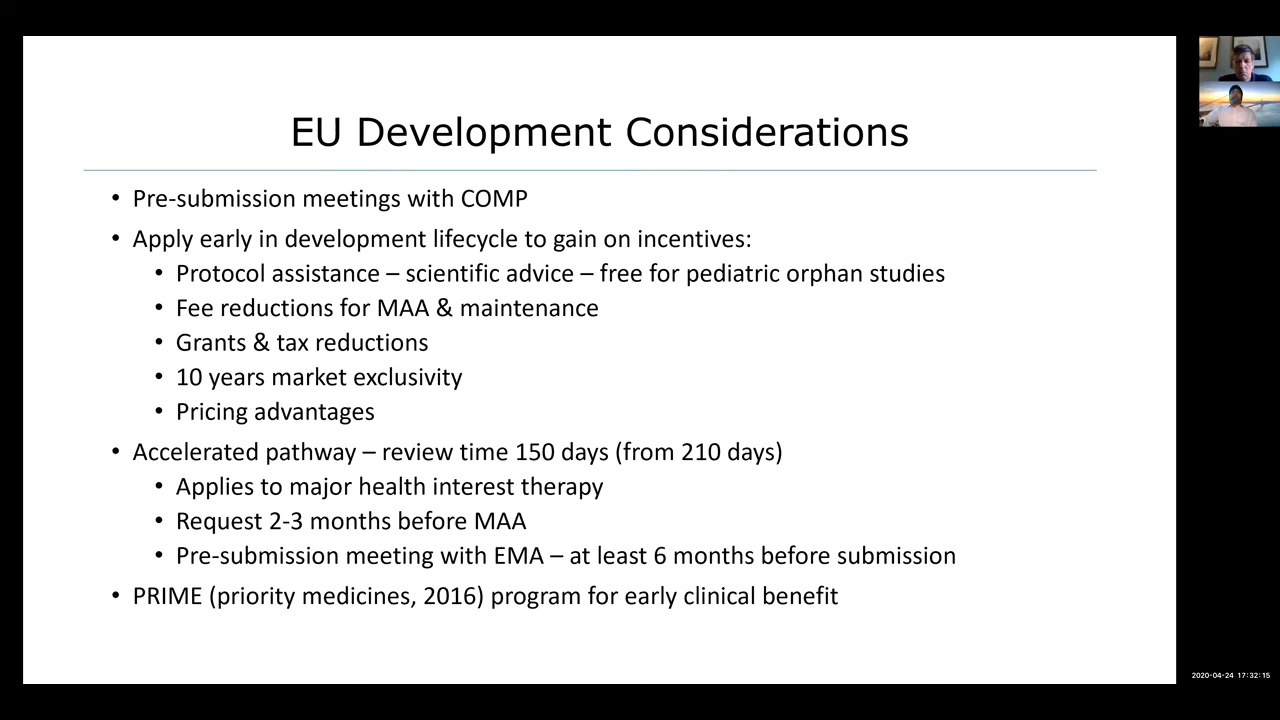 EU Development Considerations
• Pre-submission meetings with COMP
• Apply early in development lifecycle to gain on incentives:
• Protocol assistance – scientific advice – free for pediatric orphan studies
• Fee reductions for MAA & maintenance
• Grants & tax reductions
• 10 years market exclusivity
• Pricing advantages
• Accelerated pathway – review time 150 days (from 210 days)
• Applies to major health interest therapy
• Request 2-3 months before MAA
• Pre-submission meeting with EMA – at least 6 months before submission
• PRIME (priority medicines, 2016) program for early clinical benefit
2020-04-24 17:32:15